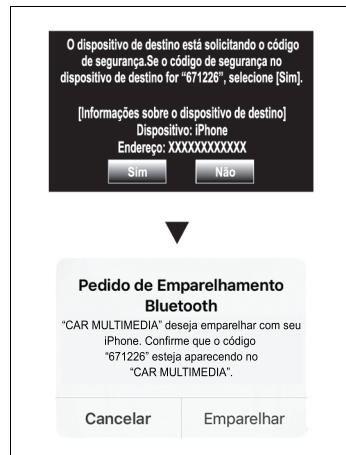 O dispositivo de destino está solicitando o código
de segurança.Se o código de segurança no
dispositivo de destino for “671226”, selecione [Sim].
[Informações sobre o dispositivo de destino]
Dispositivo: iPhone
Endereço: XXXXXXXXXXXX
Sim Não
Pedido de Emparelhamento
Bluetooth
“CAR MULTIMEDIA” deseja emparelhar com seu
iPhone. Confirme que o código
“671226” esteja aparecendo no
“CAR MULTIMEDIA”.
Cancelar Emparelhar